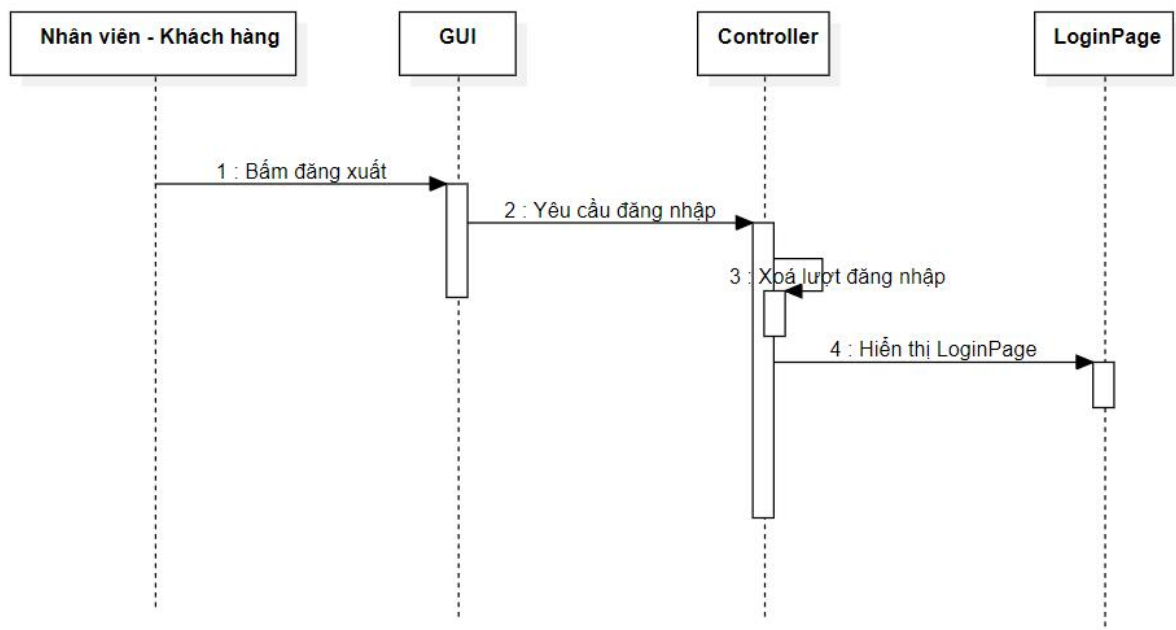 Nhân viên - Khách hàng
GUI
Controller
LoginPage
1 : Bấm đăng xuất
2 : Yêu cầu đăng nhập
3 : Xoá lượt đăng nhập
4 : Hiển thị LoginPage